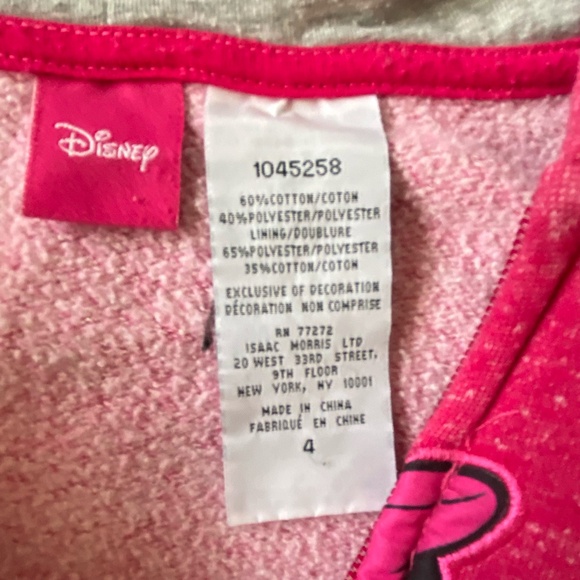 Disney
1045258
60%COTTON/COTON
40%POLYESTER/POLYESTER
LINING/DOUBLURE
65%POLYESTER/POLYESTER
35%COTTON/COTON
EXCLUSIVE OF DECORATION
DÉCORATION NON COMPRISE
RN 77272
ISAAC MORRIS LTD
20 WEST 33RD STREET,
9TH FLOOR
NEW YORK, NY 10001
MADE IN CHINA
FABRIQUÉ EN CHINE
4